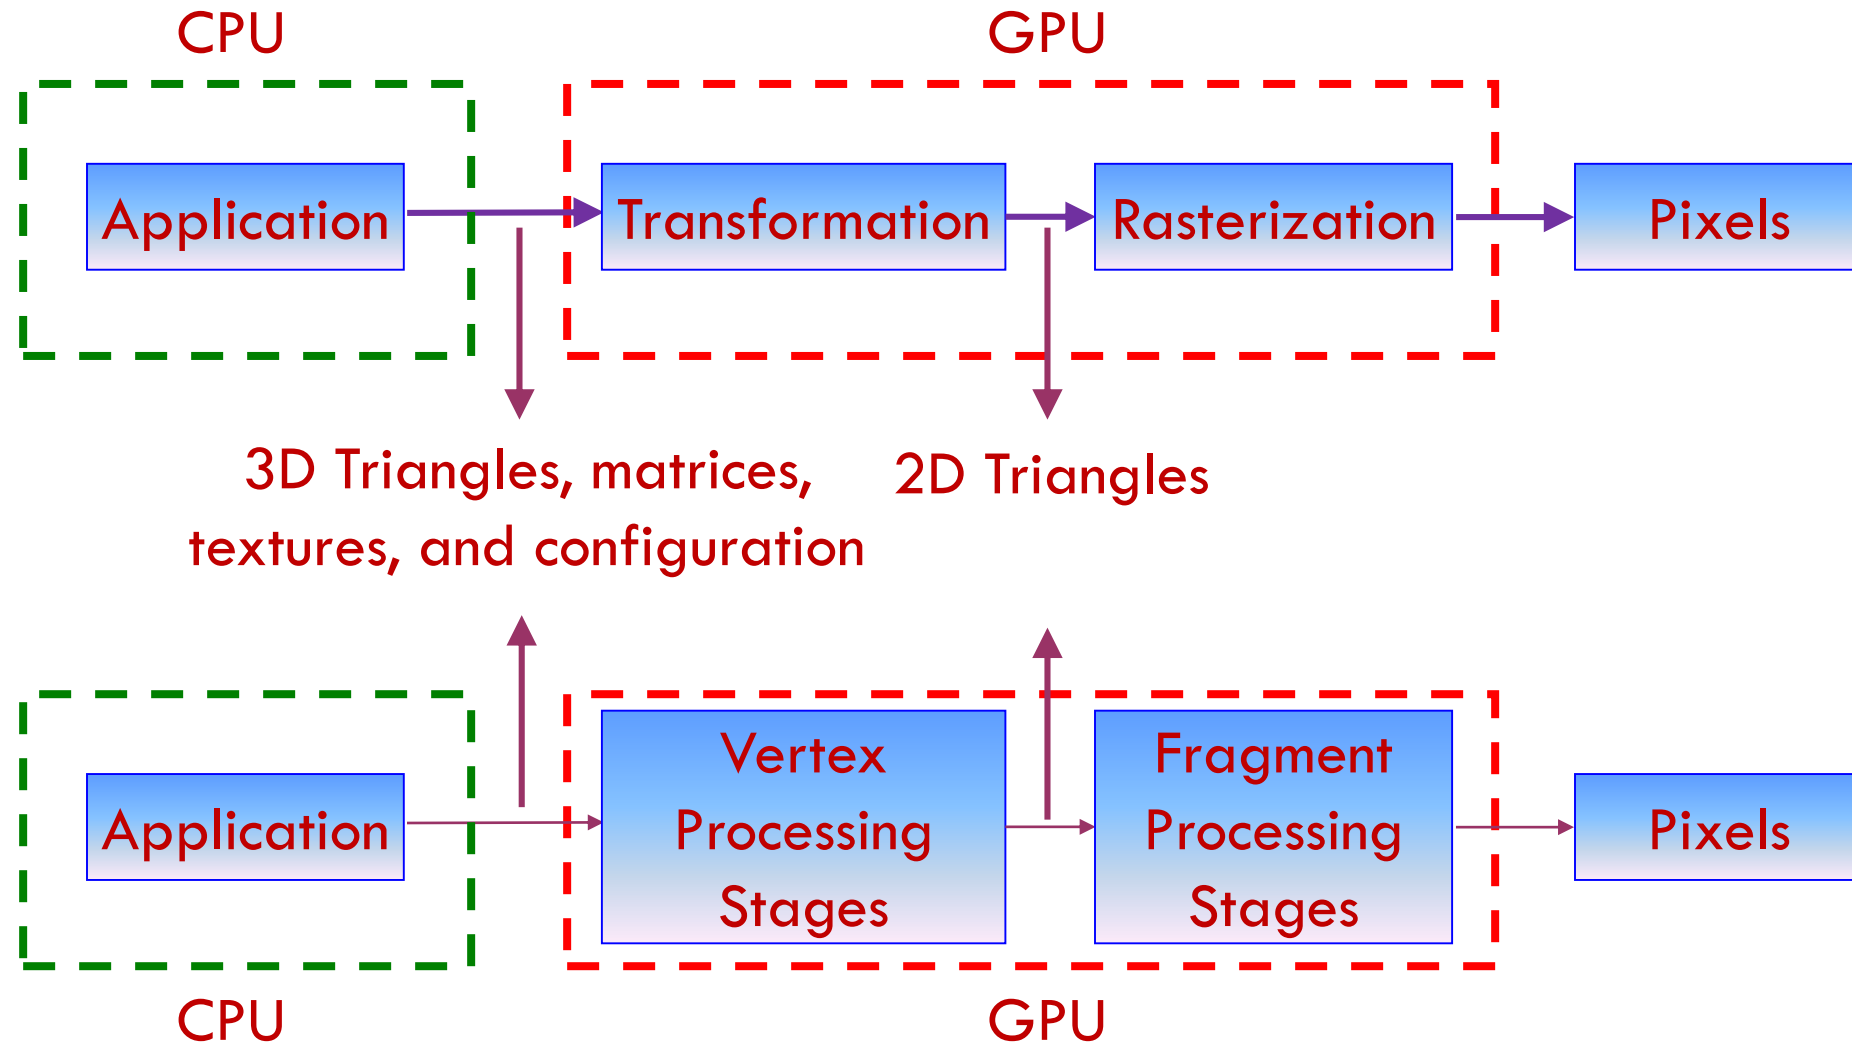 CPU
GPU
Application
Transformation
Rasterization
Pixels
3D Triangles, matrices,
textures, and configuration
2D Triangles
Application
Vertex
Processing
Stages
Fragment
Processing
Stages
Pixels
CPU
GPU